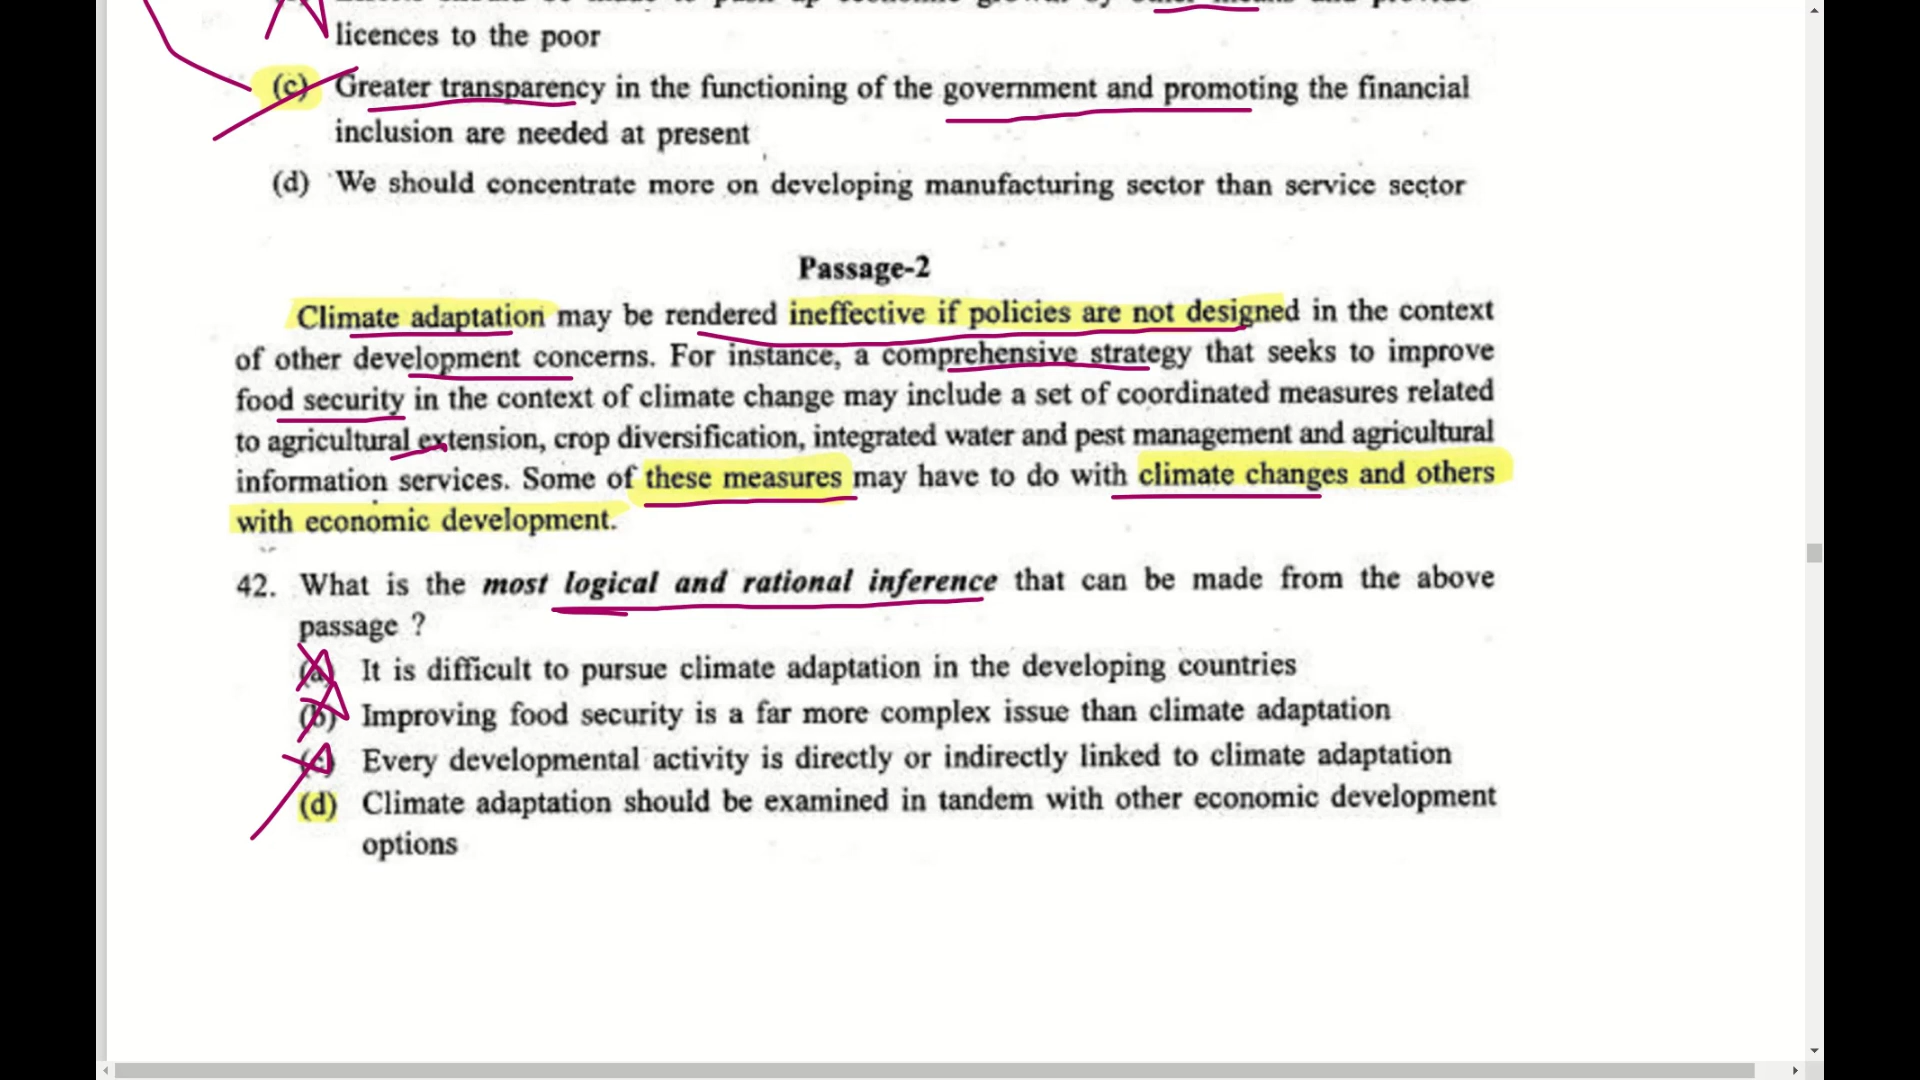 licences to the poor
(c) Greater transparency in the functioning of the government and promoting the financial
inclusion are needed at present
(d) We should concentrate more on developing manufacturing sector than service sector
Passage-2
Climate adaptation may be rendered ineffective if policies are not designed in the context
of other development concerns. For instance, a comprehensive strategy that seeks to improve
food security in the context of climate change may include a set of coordinated measures related
to agricultural extension, crop diversification, integrated water and pest management and agricultural
information services. Some of these measures may have to do with climate changes and others
with economic development.
42. What is the most logical and rational inference that can be made from the above
passage ?
(a) It is difficult to pursue climate adaptation in the developing countries
(b) Improving food security is a far more complex issue than climate adaptation
(c) Every developmental activity is directly or indirectly linked to climate adaptation
(d) Climate adaptation should be examined in tandem with other economic development
options